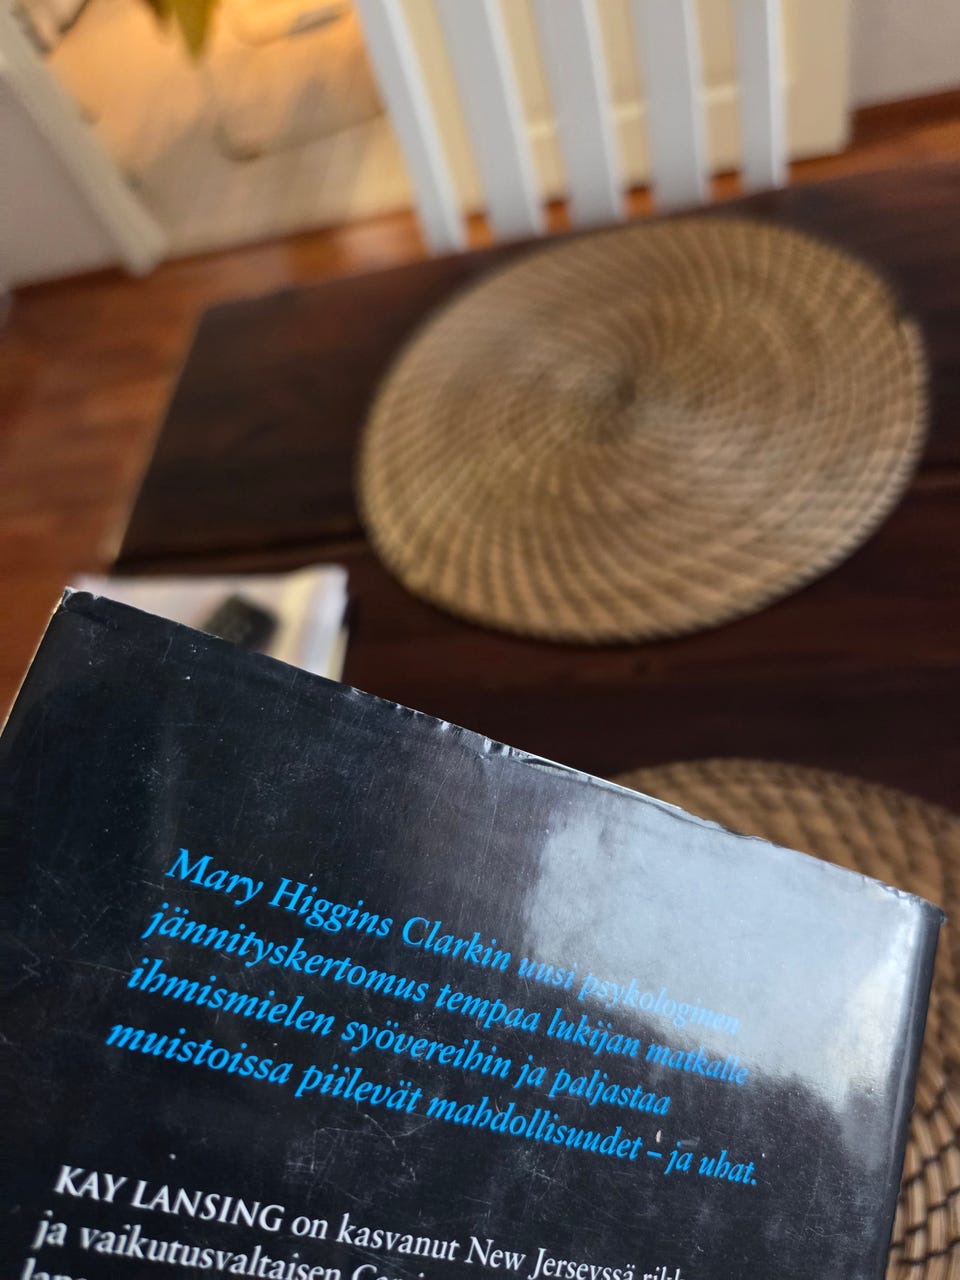 Mary Higgins Clarkin uusi psykologinen
jännityskertomus tempaa lukijan matkalle
ihmismielen syövereihin ja paljastaa
muistoissa piilevät mahdollisuudet – ja uhat.
KAY LANSING on kasvanut New Jerseyssä
ja vaikutusvaltaisen